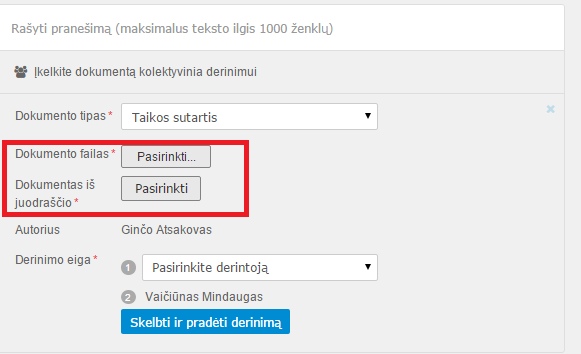 Rašyti pranešimą (maksimalus teksto ilgis 1000 ženklų)
Įkelkite dokumentą kolektyvinia derinimui
Dokumento tipas * Taikos sutartis
Dokumento failas * Pasirinkti...
Dokumentas iš
juodraščio * Pasirinkti
Autorius Ginčo Atsakovas
Derinimo eiga * 1 Pasirinkite derintoją
2 Vaičiūnas Mindaugas
Skelbti ir pradėti derinimą